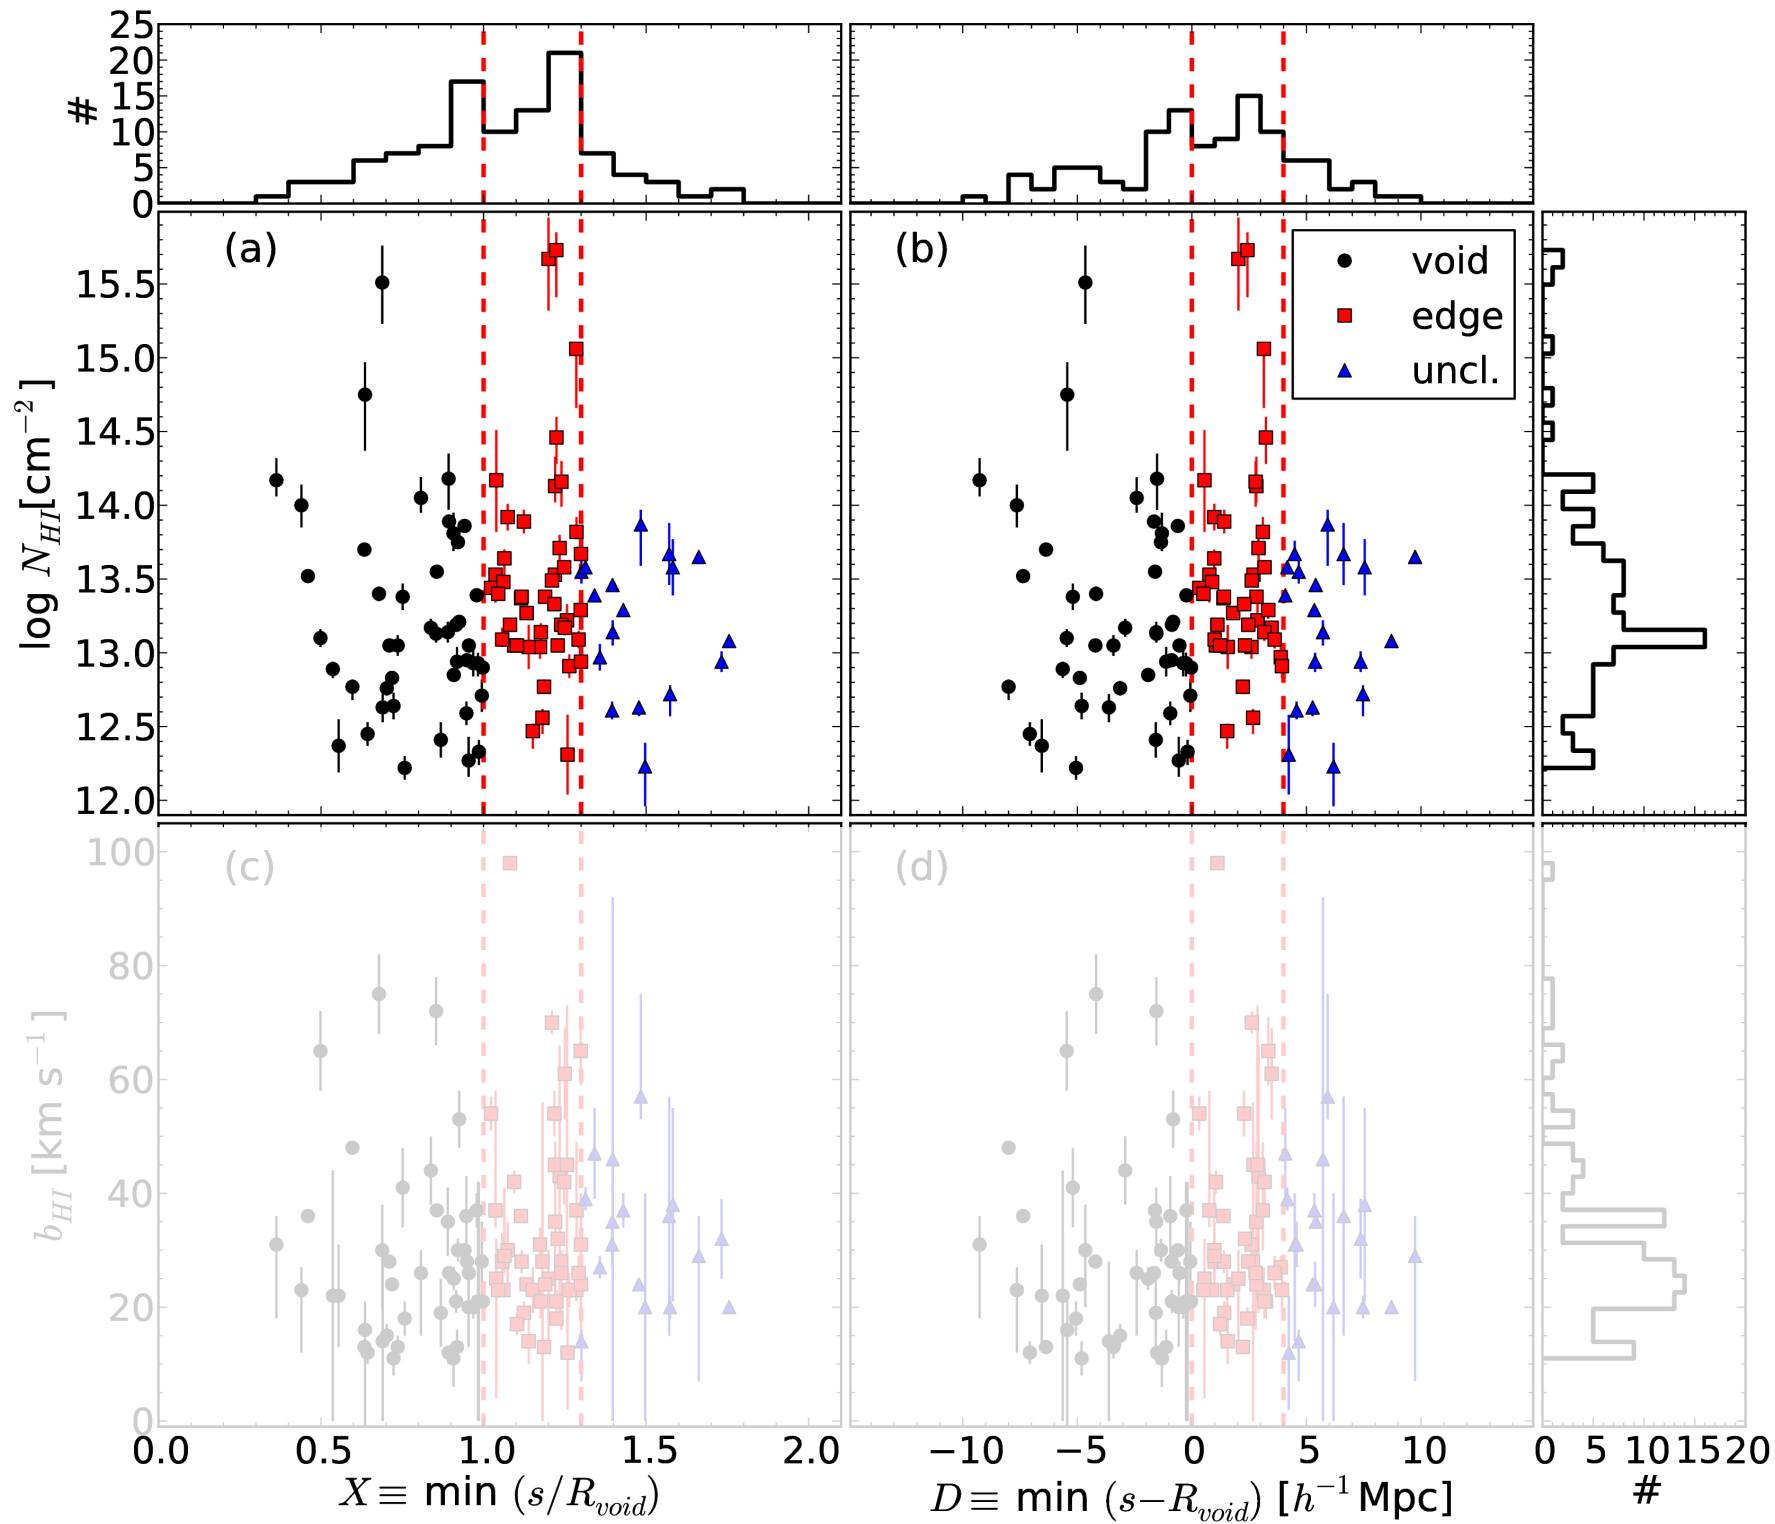 25
20
15
10
5
0
#
(a)
(b)
void
edge
uncl.
15.5
15.0
14.5
14.0
13.5
13.0
12.5
12.0
log N_HI [cm⁻²]
(c)
(d)
100
80
60
40
20
0
b_HI [km s⁻¹]
0.0 0.5 1.0 1.5 2.0
−10 −5 0 5 10
0 5 10 15 20
X ≡ min (s/R_void)
D ≡ min (s−R_void) [h⁻¹ Mpc]
#